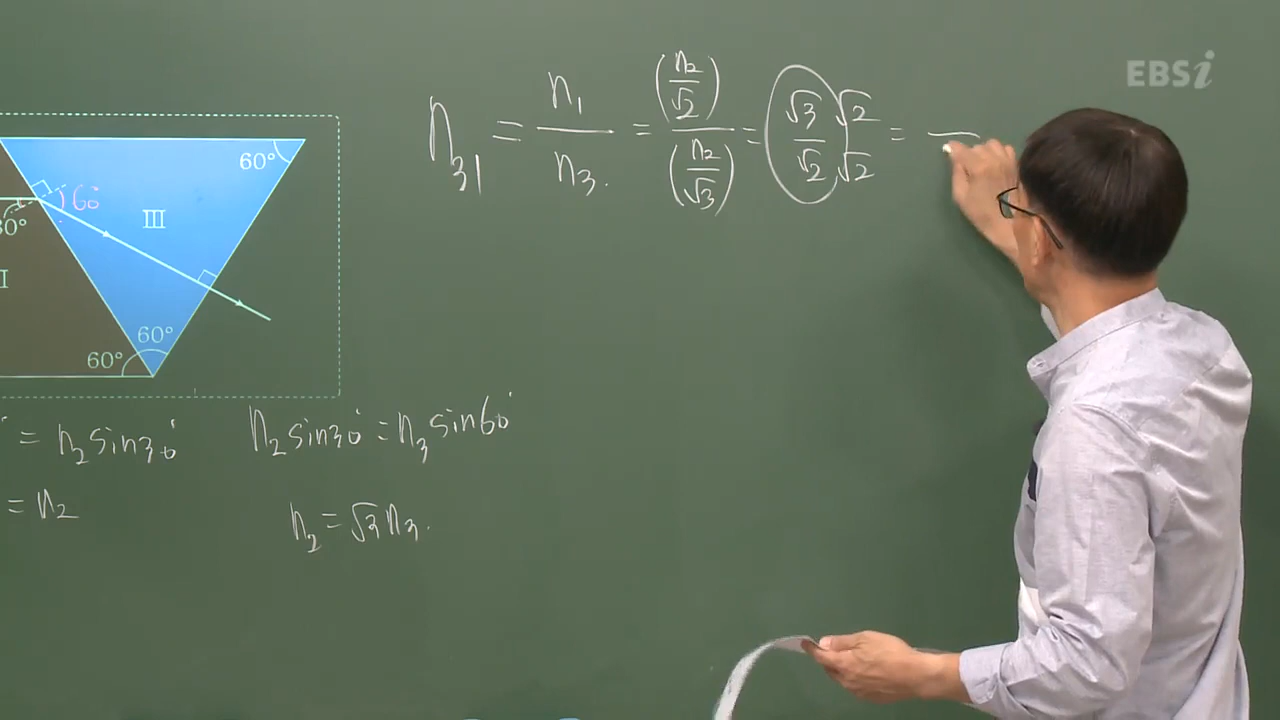 EBSi
n₃₁ = n₁/n₃. = (n₂/√2)/(n₂/√3) = √3/√2 √2/√2 =
60°
60
III
30°
I
60°
60°
= n₂ sin30° n₂ sin30° = n₃ sin60°
= n₂ n₂ = √3 n₃.